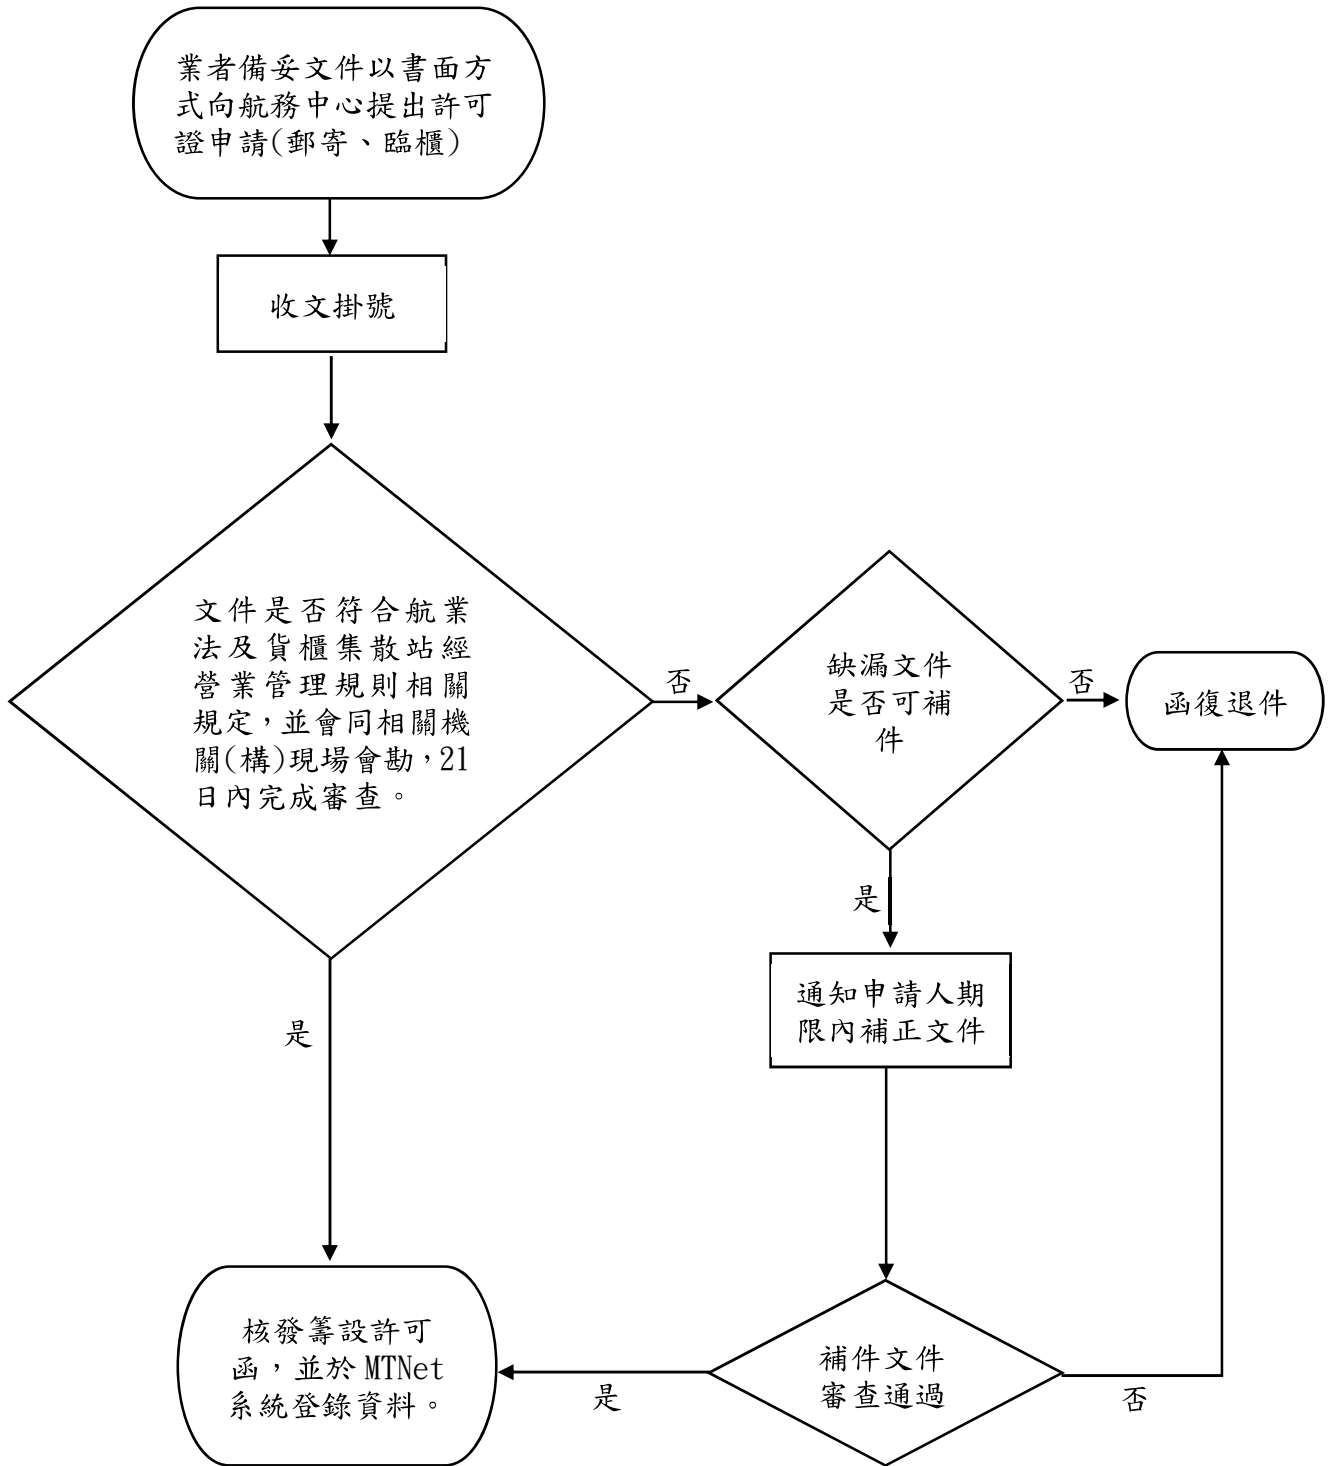 業者備妥文件以書面方
式向航務中心提出許可
證申請(郵寄、臨櫃)
收文掛號
文件是否符合航業
法及貨櫃集散站經
營業管理規則相關
規定，並會同相關機
關(構)現場會勘，21
日內完成審查。
否
缺漏文件
是否可補
件
否
函復退件
是
通知申請人期
限內補正文件
是
核發籌設許可
函，並於 MTNet
系統登錄資料。
是
補件文件
審查通過
否